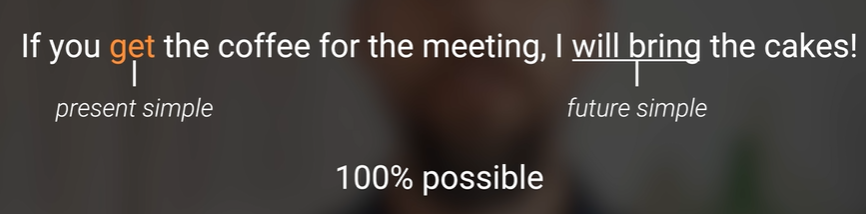 If you get the coffee for the meeting, I will bring the cakes!
present simple
future simple
100% possible